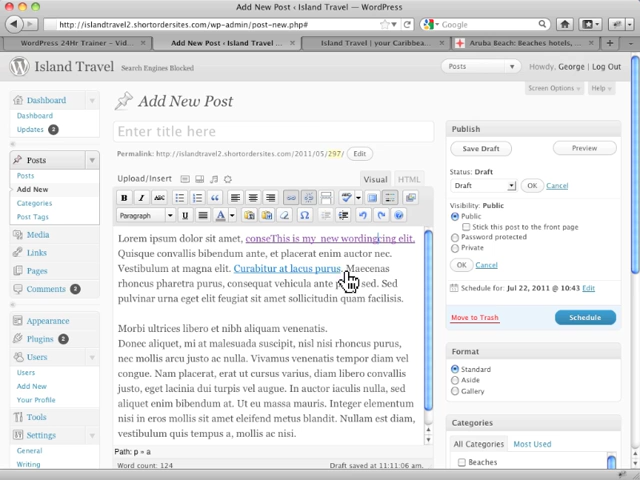 Add New Post ‹ Island Travel — WordPress
http://islandtravel2.shortordersites.com/wp-admin/post-new.php#
Google
WordPress 24Hr Trainer - Vid...
Add New Post ‹ Island Travel ...
Island Travel | your Caribbea...
Aruba Beach: Beaches hotels, ...
Island Travel
Search Engines Blocked
Posts
Howdy, George | Log Out
Screen Options
Help
Dashboard
Dashboard
Updates 2
Posts
Posts
Add New
Categories
Post Tags
Media
Links
Pages
Comments 2
Appearance
Plugins 2
Users
Users
Add New
Your Profile
Tools
Settings
General
Writing
Add New Post
Enter title here
Permalink: http://islandtravel2.shortordersites.com/2011/05/297/ Edit
Upload/Insert
Visual
HTML
B I ABC
Paragraph U A
Lorem ipsum dolor sit amet, conseThis is my new wordingcing elit.
Quisque convallis bibendum ante, et placerat enim auctor nec.
Vestibulum at magna elit. Curabitur at lacus purus. Maecenas
rhoncus pharetra purus, consequat vehicula ante sed. Sed
pulvinar urna eget elit feugiat sit amet sollicitudin quam facilisis.
Morbi ultrices libero et nibh aliquam venenatis.
Donec aliquet, mi at malesuada suscipit, nisl nisi rhoncus purus,
nec mollis arcu justo ac nulla. Vivamus venenatis tempor diam vel
congue. Nam placerat, erat ut cursus varius, diam libero convallis
justo, eget lacinia dui turpis vel augue. In auctor iaculis nulla, sed
aliquet enim bibendum at. Ut eu massa mauris. Integer elementum
nisi in eros mollis sit amet eleifend metus blandit. Nullam est diam,
vestibulum quis tempus a, mollis ac nisi.
Path: p » a
Word count: 124
Draft saved at 11:11:06 am.
Publish
Save Draft
Preview
Status: Draft
Draft OK Cancel
Visibility: Public
Public
Stick this post to the front page
Password protected
Private
OK Cancel
Schedule for: Jul 22, 2011 @ 10:43 Edit
Move to Trash
Schedule
Format
Standard
Aside
Gallery
Categories
All Categories
Most Used
Beaches